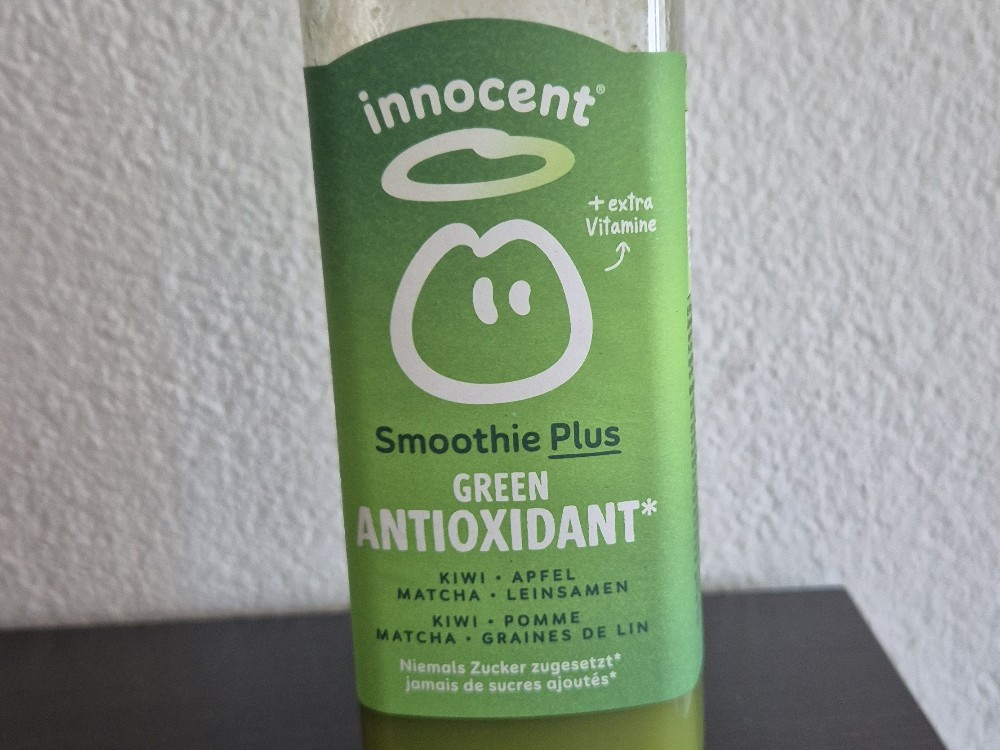 innocent®
+ extra
Vitamine
Smoothie Plus
GREEN
ANTIOXIDANT*
KIWI • APFEL
MATCHA • LEINSAMEN
KIWI • POMME
MATCHA • GRAINES DE LIN
Niemals Zucker zugesetzt*
jamais de sucres ajoutés*